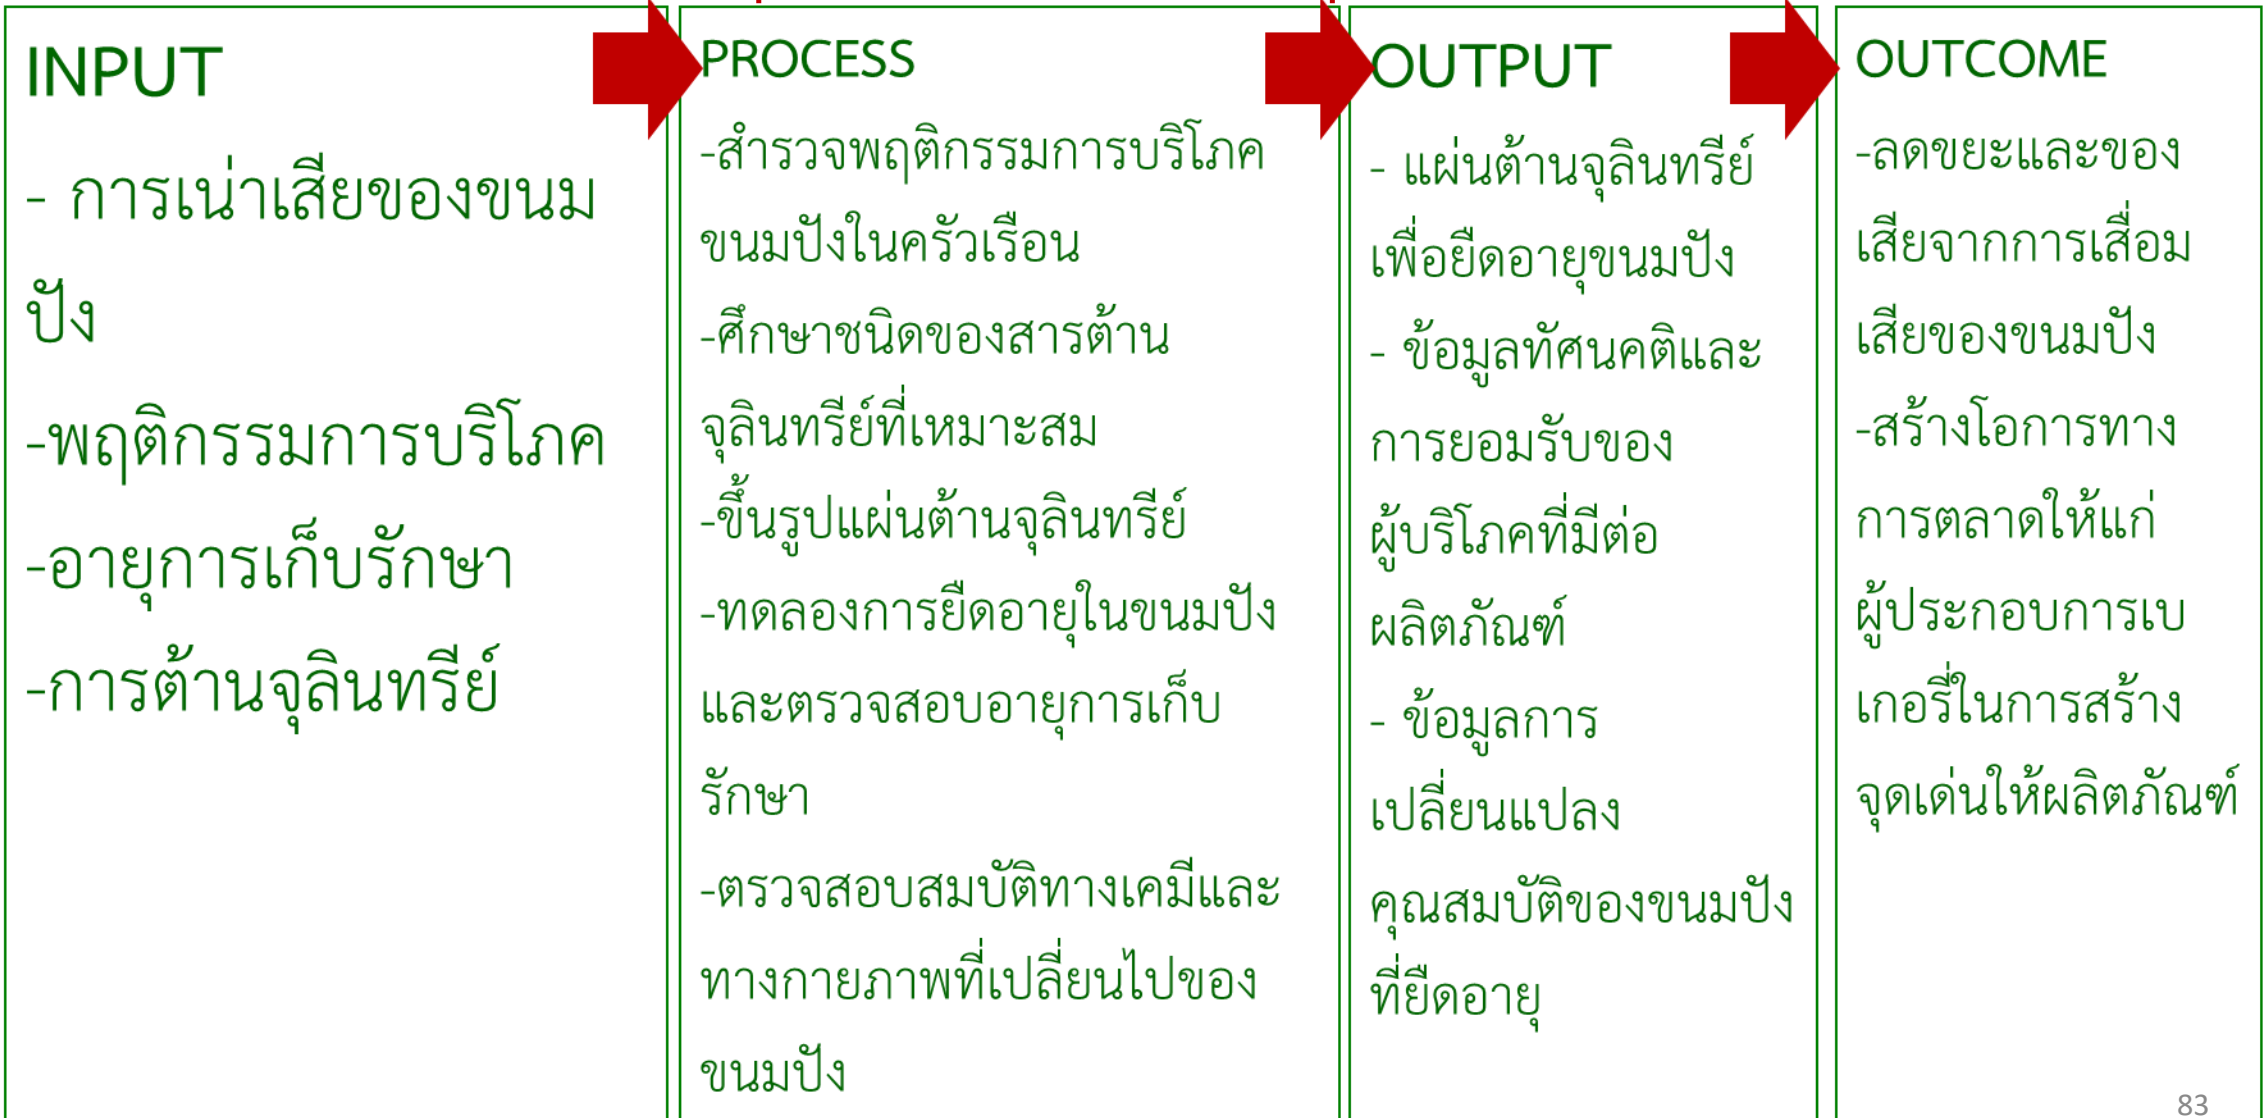 INPUT
- การเน่าเสียของขนม
ปัง
-พฤติกรรมการบริโภค
-อายุการเก็บรักษา
-การต้านจุลินทรีย์
PROCESS
-สำรวจพฤติกรรมการบริโภค
ขนมปังในครัวเรือน
-ศึกษาชนิดของสารต้าน
จุลินทรีย์ที่เหมาะสม
-ขึ้นรูปแผ่นต้านจุลินทรีย์
-ทดลองการยืดอายุในขนมปัง
และตรวจสอบอายุการเก็บ
รักษา
-ตรวจสอบสมบัติทางเคมีและ
ทางกายภาพที่เปลี่ยนไปของ
ขนมปัง
OUTPUT
- แผ่นต้านจุลินทรีย์
เพื่อยืดอายุขนมปัง
- ข้อมูลทัศนคติและ
การยอมรับของ
ผู้บริโภคที่มีต่อ
ผลิตภัณฑ์
- ข้อมูลการ
เปลี่ยนแปลง
คุณสมบัติของขนมปัง
ที่ยืดอายุ
OUTCOME
-ลดขยะและของ
เสียจากการเสื่อม
เสียของขนมปัง
-สร้างโอการทาง
การตลาดให้แก่
ผู้ประกอบการเบ
เกอรี่ในการสร้าง
จุดเด่นให้ผลิตภัณฑ์
83